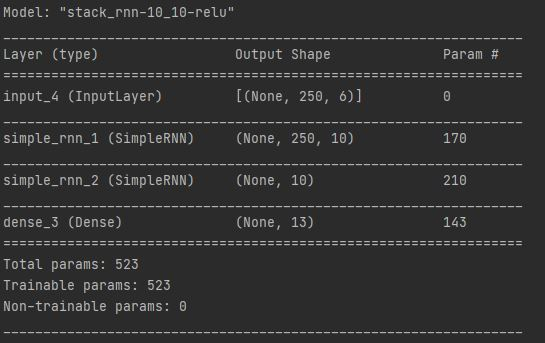 Model: "stack_rnn-10_10-relu"
_________________________________________________________________
Layer (type)                 Output Shape              Param #
=================================================================
input_4 (InputLayer)         [(None, 250, 6)]          0
_________________________________________________________________
simple_rnn_1 (SimpleRNN)     (None, 250, 10)           170
_________________________________________________________________
simple_rnn_2 (SimpleRNN)     (None, 10)                210
_________________________________________________________________
dense_3 (Dense)              (None, 13)                143
=================================================================
Total params: 523
Trainable params: 523
Non-trainable params: 0
_________________________________________________________________